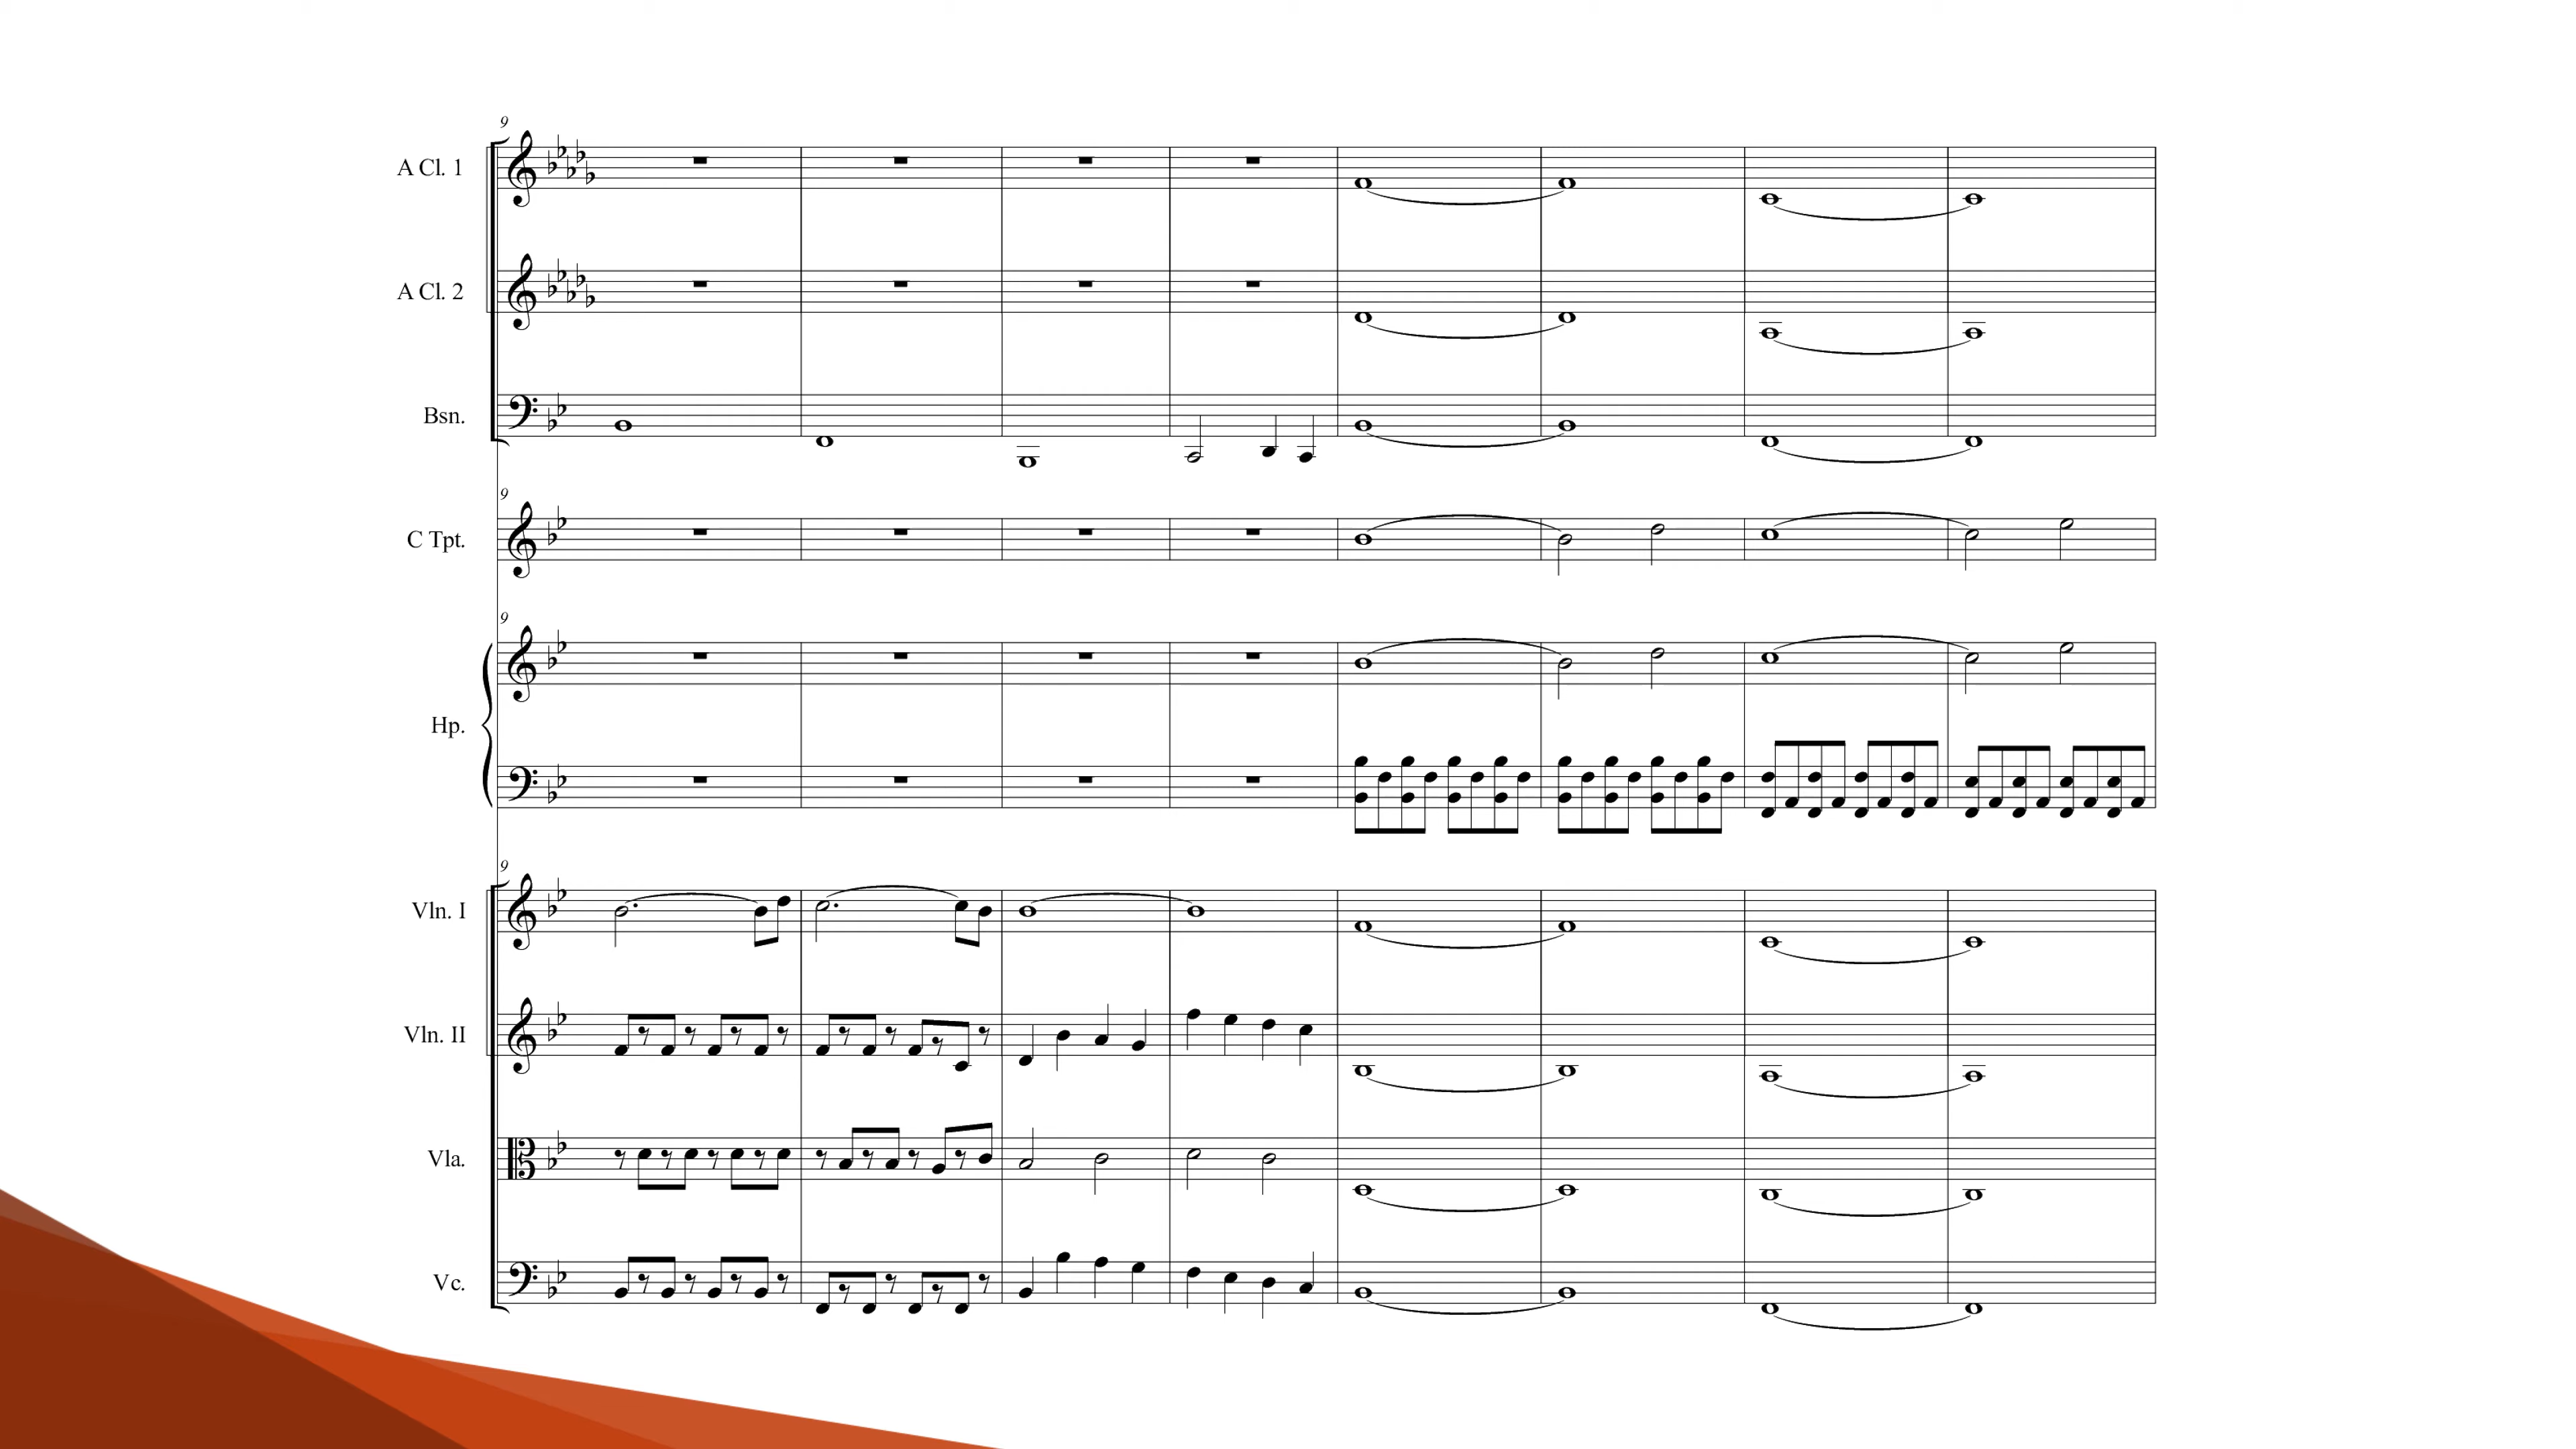 9
A Cl. 1
A Cl. 2
Bsn.
9
C Tpt.
9
Hp.
9
Vln. I
Vln. II
Vla.
Vc.